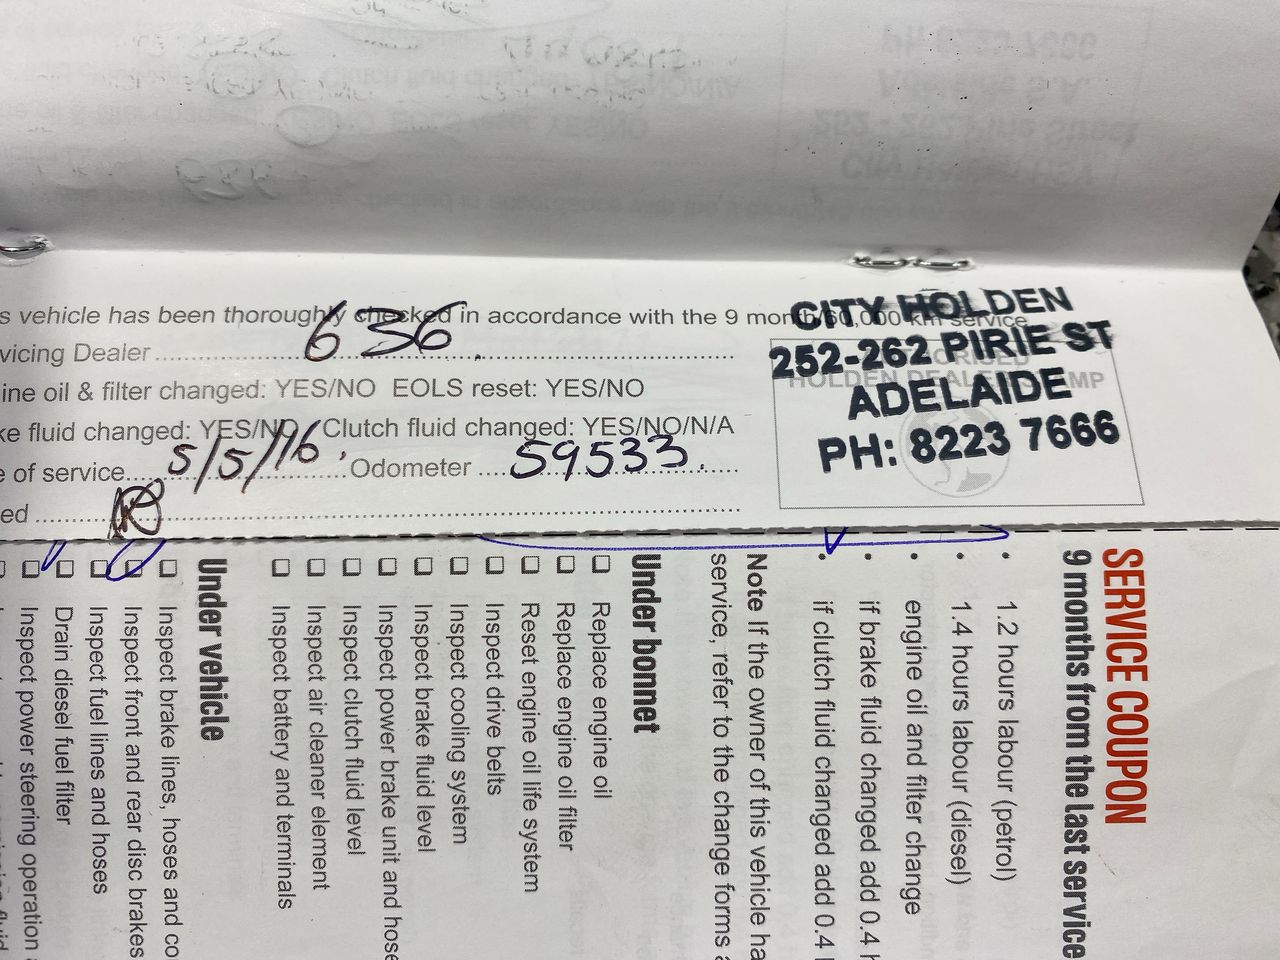 s vehicle has been thoroughly checked in accordance with the 9 month/60,000 km service
vicing Dealer 636
ine oil & filter changed: YES/NO EOLS reset: YES/NO
ke fluid changed: YES/NO Clutch fluid changed: YES/NO/N/A
e of service 5/5/16. Odometer 59533.
ed
CITY HOLDEN
252-262 PIRIE ST
ADELAIDE
PH: 8223 7666
HOLDEN DEALER STAMP
SERVICE COUPON
9 months from the last service
• 1.2 hours labour (petrol)
• 1.4 hours labour (diesel)
• engine oil and filter change
• if brake fluid changed add 0.4
• if clutch fluid changed add 0.4
Note If the owner of this vehicle ha
service, refer to the change forms
Under bonnet
Replace engine oil
Replace engine oil filter
Reset engine oil life system
Inspect drive belts
Inspect cooling system
Inspect brake fluid level
Inspect power brake unit and hose
Inspect clutch fluid level
Inspect air cleaner element
Inspect battery and terminals
Under vehicle
Inspect brake lines, hoses and co
Inspect front and rear disc brakes
Inspect fuel lines and hoses
Drain diesel fuel filter
Inspect power steering operation